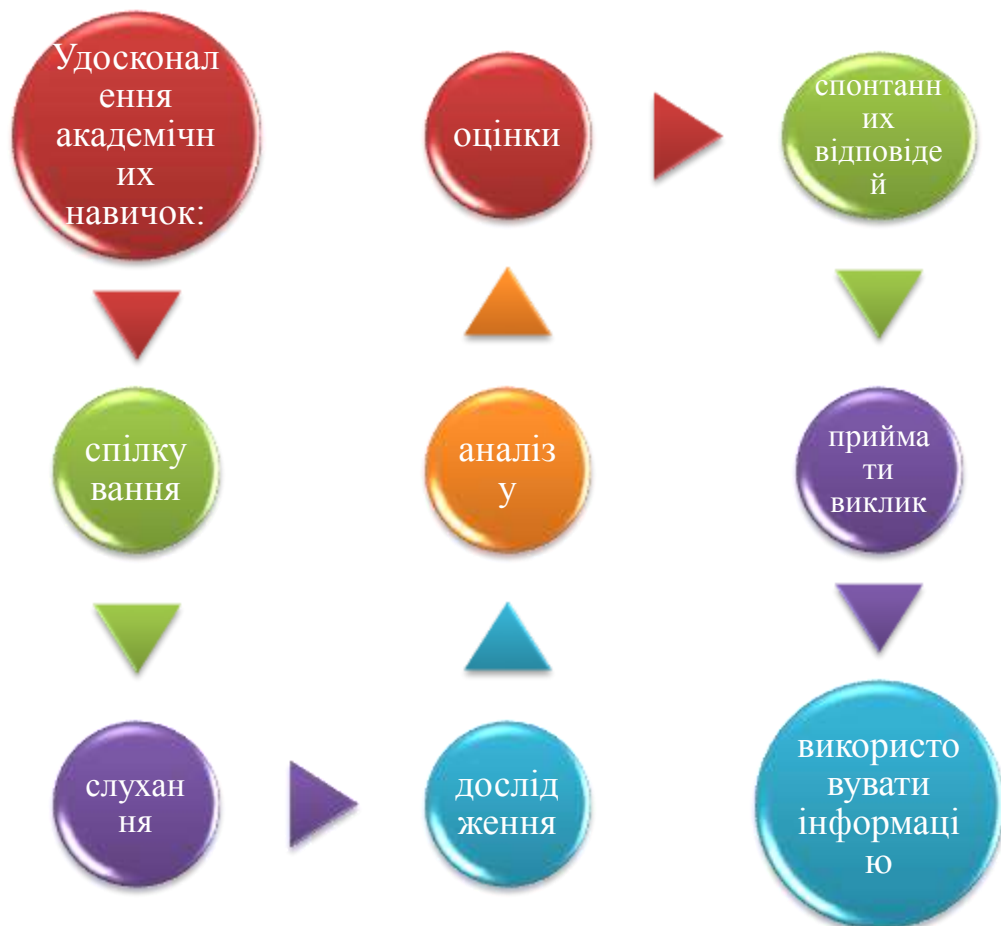 Удосконал
ення
академічн
их
навичок:
спілку
вання
слухан
ня
дослід
ження
аналіз
у
оцінки
спонтанн
их
відповіде
й
прийма
ти
виклик
використо
вувати
інформаці
ю